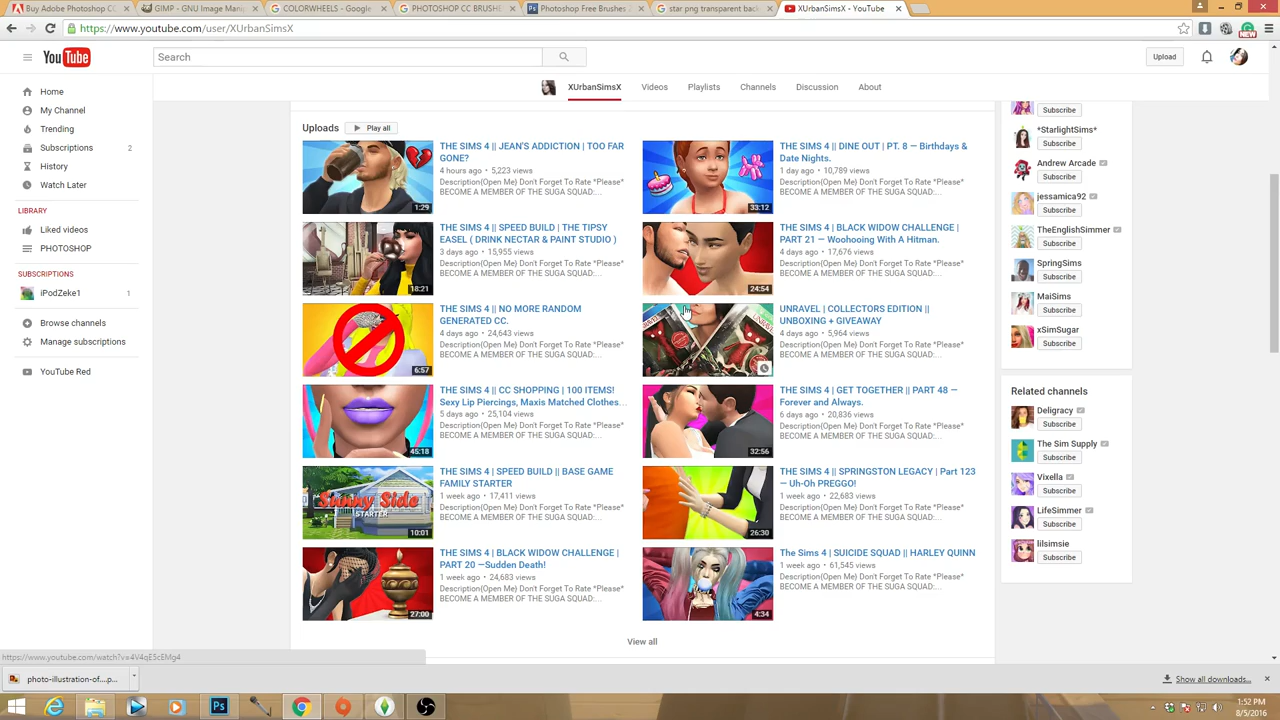 Buy Adobe Photoshop CC
GIMP - GNU Image Mani
COLORWHEELS - Google
PHOTOSHOP CC BRUSHES
Photoshop Free Brushes
star png transparent back
XUrbanSimsX - YouTube
https://www.youtube.com/user/XUrbanSimsX
NEW
YouTube
Search
Upload
XUrbanSimsX
Videos
Playlists
Channels
Discussion
About
Home
My Channel
Trending
Subscriptions 2
History
Watch Later
LIBRARY
Liked videos
PHOTOSHOP
SUBSCRIPTIONS
iPodZeke1 1
Browse channels
Manage subscriptions
YouTube Red
Uploads
Play all
THE SIMS 4 || JEAN'S ADDICTION | TOO FAR
GONE?
4 hours ago • 5,223 views
Description(Open Me) Don't Forget To Rate *Please*
BECOME A MEMBER OF THE SUGA SQUAD:...
1:29
THE SIMS 4 || DINE OUT | PT. 8 — Birthdays &
Date Nights.
1 day ago • 10,789 views
Description(Open Me) Don't Forget To Rate *Please*
BECOME A MEMBER OF THE SUGA SQUAD:...
33:12
THE SIMS 4 || SPEED BUILD | THE TIPSY
EASEL ( DRINK NECTAR & PAINT STUDIO )
3 days ago • 15,955 views
Description(Open Me) Don't Forget To Rate *Please*
BECOME A MEMBER OF THE SUGA SQUAD:...
18:21
THE SIMS 4 | BLACK WIDOW CHALLENGE |
PART 21 — Woohooing With A Hitman.
4 days ago • 17,676 views
Description(Open Me) Don't Forget To Rate *Please*
BECOME A MEMBER OF THE SUGA SQUAD:...
24:54
THE SIMS 4 || NO MORE RANDOM
GENERATED CC.
4 days ago • 24,643 views
Description(Open Me) Don't Forget To Rate *Please*
BECOME A MEMBER OF THE SUGA SQUAD:...
6:57
UNRAVEL | COLLECTORS EDITION ||
UNBOXING + GIVEAWAY
4 days ago • 5,964 views
Description(Open Me) Don't Forget To Rate *Please*
BECOME A MEMBER OF THE SUGA SQUAD:...
THE SIMS 4 || CC SHOPPING | 100 ITEMS!
Sexy Lip Piercings, Maxis Matched Clothes...
5 days ago • 25,104 views
Description(Open Me) Don't Forget To Rate *Please*
BECOME A MEMBER OF THE SUGA SQUAD:...
45:18
THE SIMS 4 | GET TOGETHER || PART 48 —
Forever and Always.
6 days ago • 20,836 views
Description(Open Me) Don't Forget To Rate *Please*
BECOME A MEMBER OF THE SUGA SQUAD:...
32:56
THE SIMS 4 | SPEED BUILD || BASE GAME
FAMILY STARTER
1 week ago • 17,411 views
Description(Open Me) Don't Forget To Rate *Please*
BECOME A MEMBER OF THE SUGA SQUAD:...
Sunny Side
STARTER
10:01
THE SIMS 4 || SPRINGSTON LEGACY | Part 123
— Uh-Oh PREGGO!
1 week ago • 22,683 views
Description(Open Me) Don't Forget To Rate *Please*
BECOME A MEMBER OF THE SUGA SQUAD:...
26:30
THE SIMS 4 | BLACK WIDOW CHALLENGE |
PART 20 —Sudden Death!
1 week ago • 24,683 views
Description(Open Me) Don't Forget To Rate *Please*
BECOME A MEMBER OF THE SUGA SQUAD:...
27:00
The Sims 4 | SUICIDE SQUAD || HARLEY QUINN
1 week ago • 61,545 views
Description(Open Me) Don't Forget To Rate *Please*
BECOME A MEMBER OF THE SUGA SQUAD:...
4:34
View all
Subscribe
*StarlightSims*
Subscribe
Andrew Arcade
Subscribe
jessamica92
Subscribe
TheEnglishSimmer
Subscribe
SpringSims
Subscribe
MaiSims
Subscribe
xSimSugar
Subscribe
Related channels
Deligracy
Subscribe
The Sim Supply
Subscribe
Vixella
Subscribe
LifeSimmer
Subscribe
lilsimsie
Subscribe
https://www.youtube.com/watch?v=4V4qE5cEMg4
photo-illustration-of....p...
Show all downloads...
Ps
1:52 PM
8/5/2016